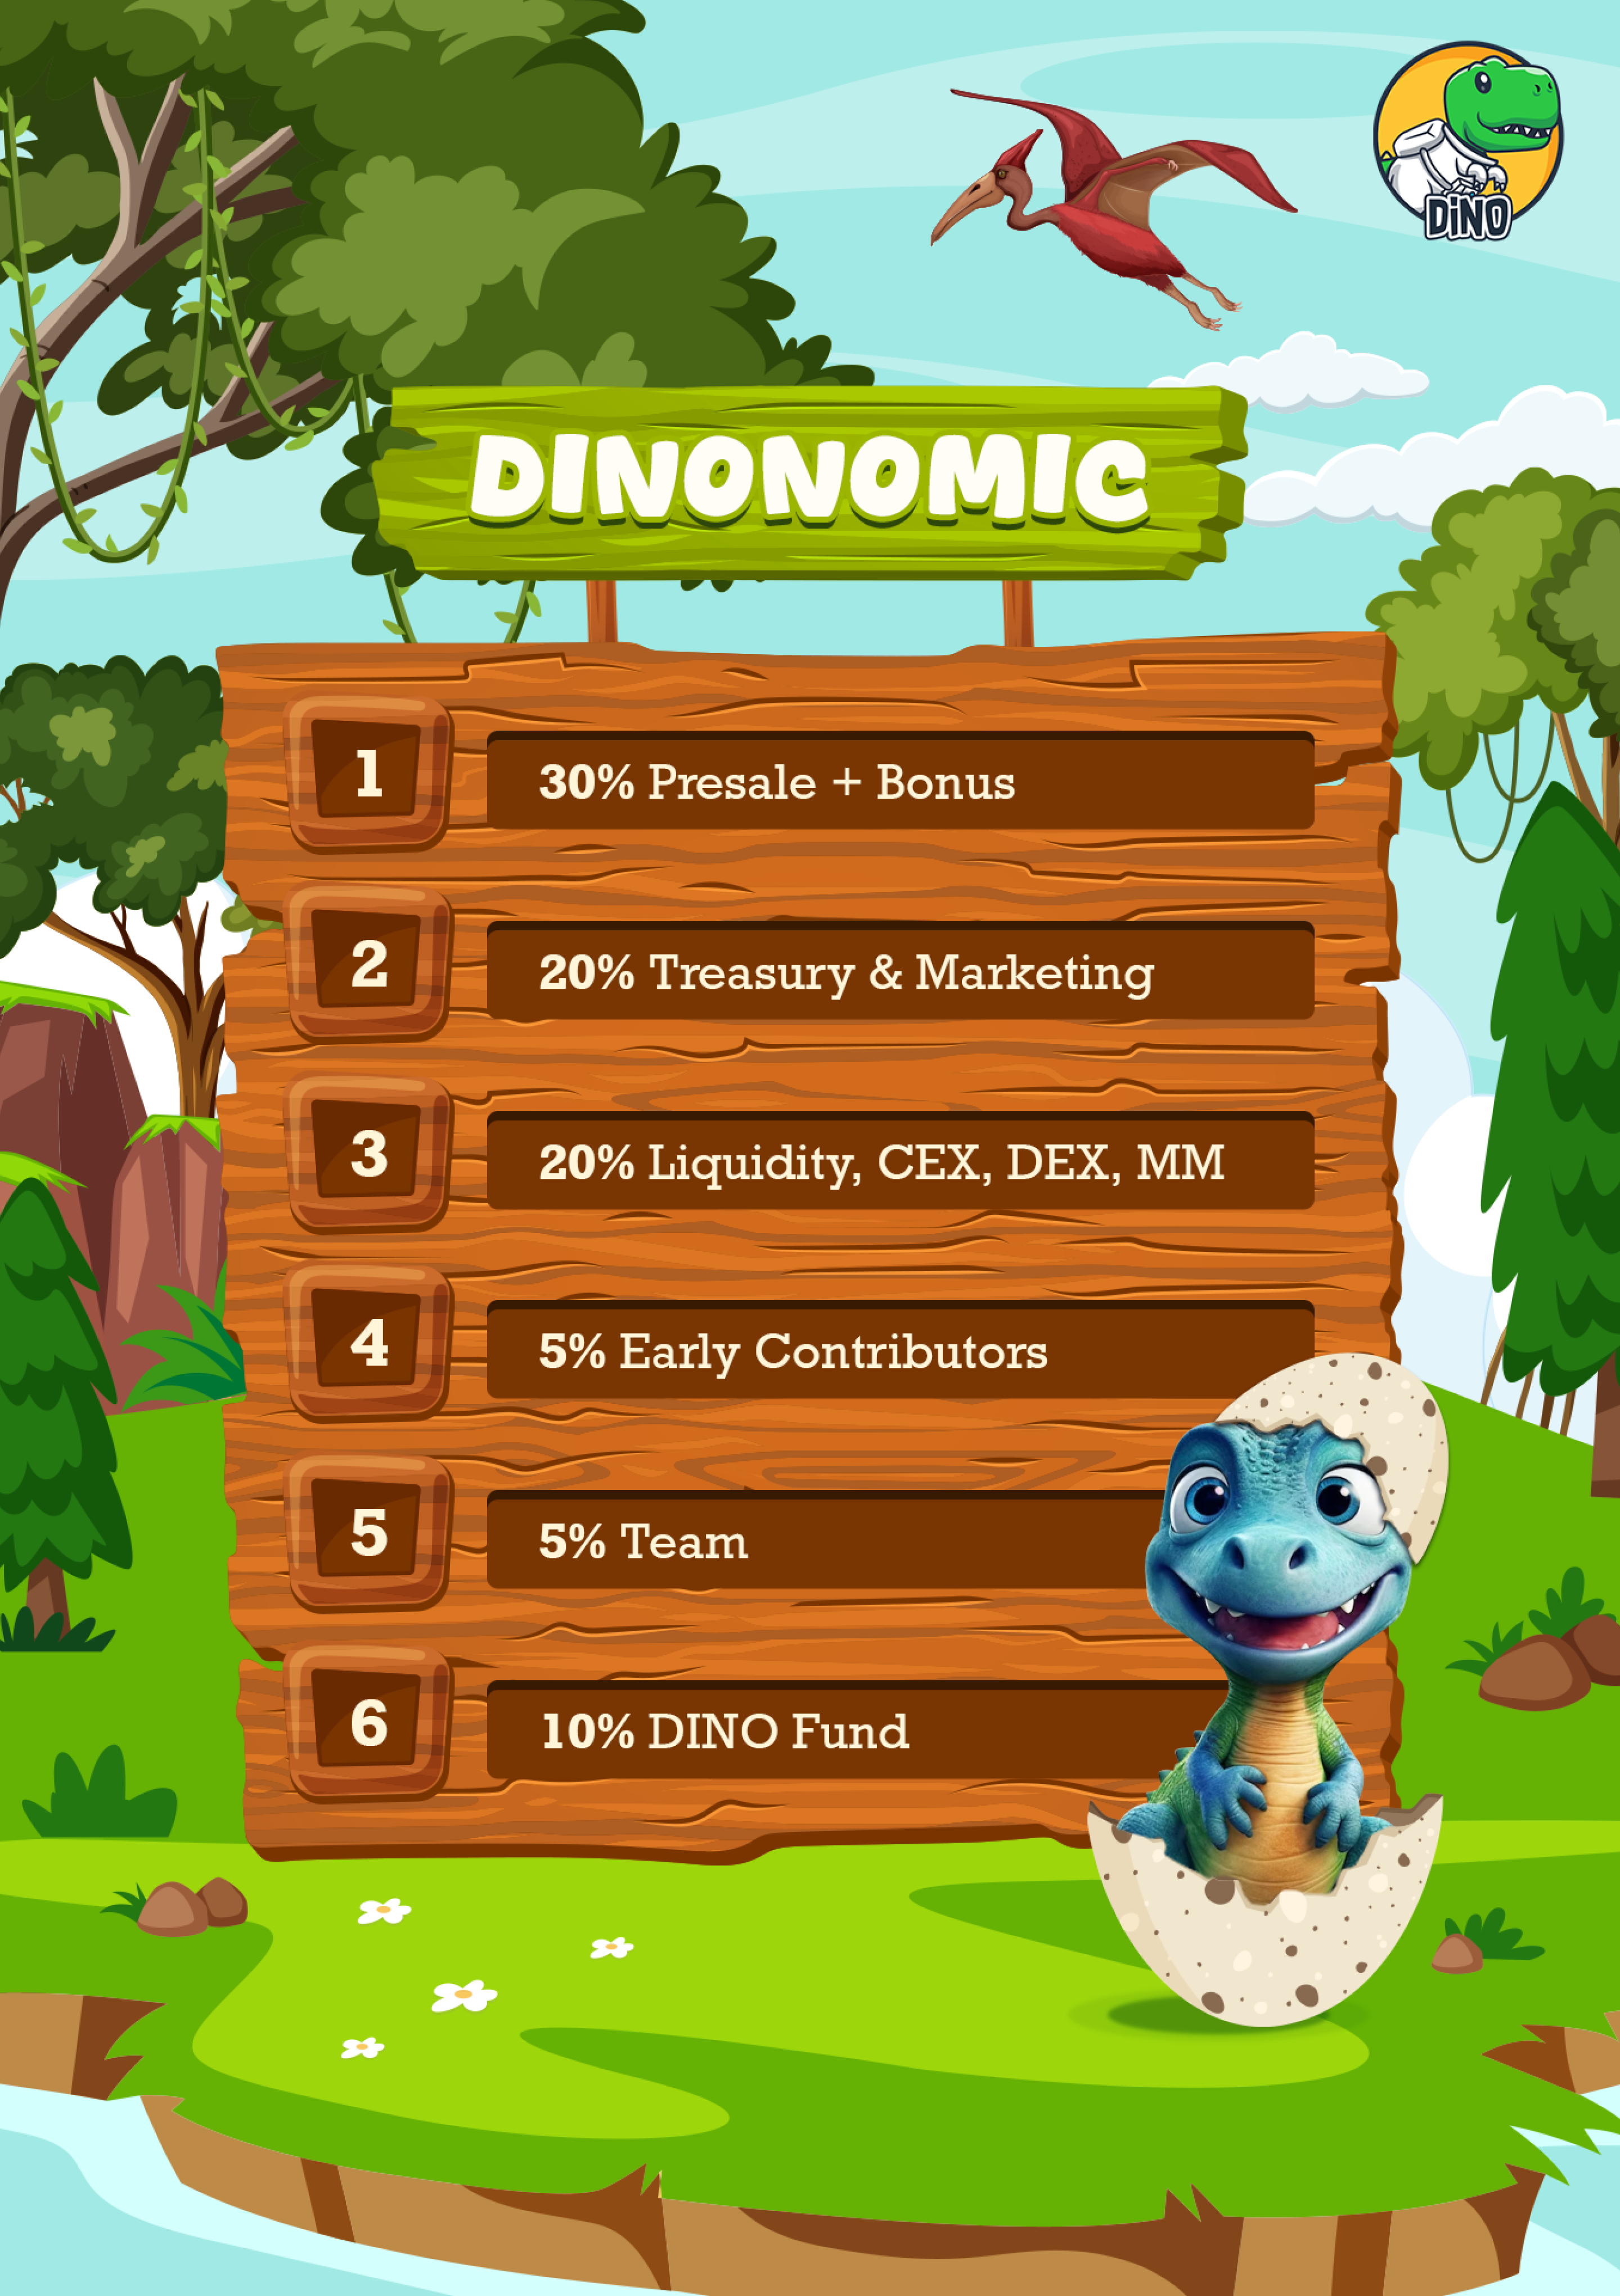 DiNO
DINONOMIC
1
30% Presale + Bonus
2
20% Treasury & Marketing
3
20% Liquidity, CEX, DEX, MM
4
5% Early Contributors
5
5% Team
6
10% DINO Fund